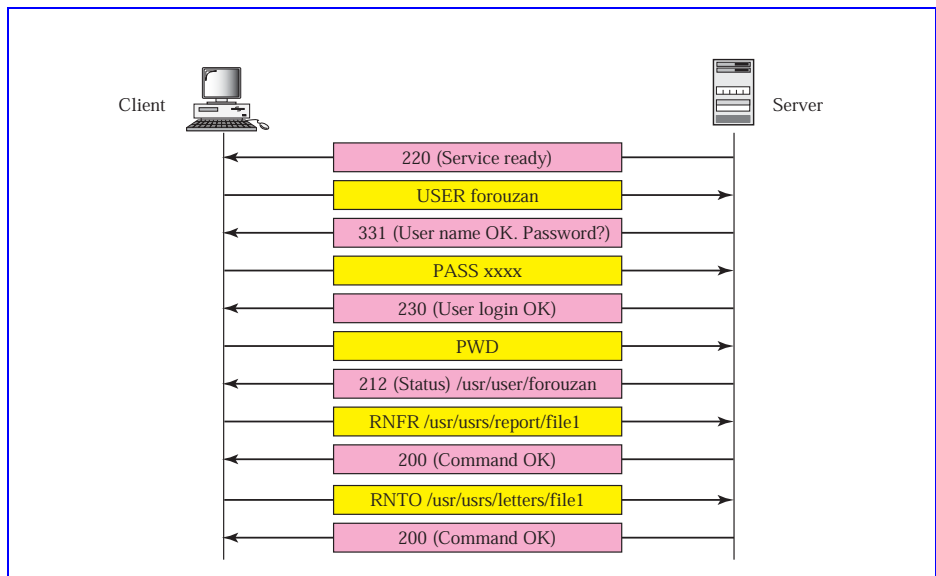 Client
Server
220 (Service ready)
USER forouzan
331 (User name OK. Password?)
PASS xxxx
230 (User login OK)
PWD
212 (Status) /usr/user/forouzan
RNFR /usr/usrs/report/file1
200 (Command OK)
RNTO /usr/usrs/letters/file1
200 (Command OK)